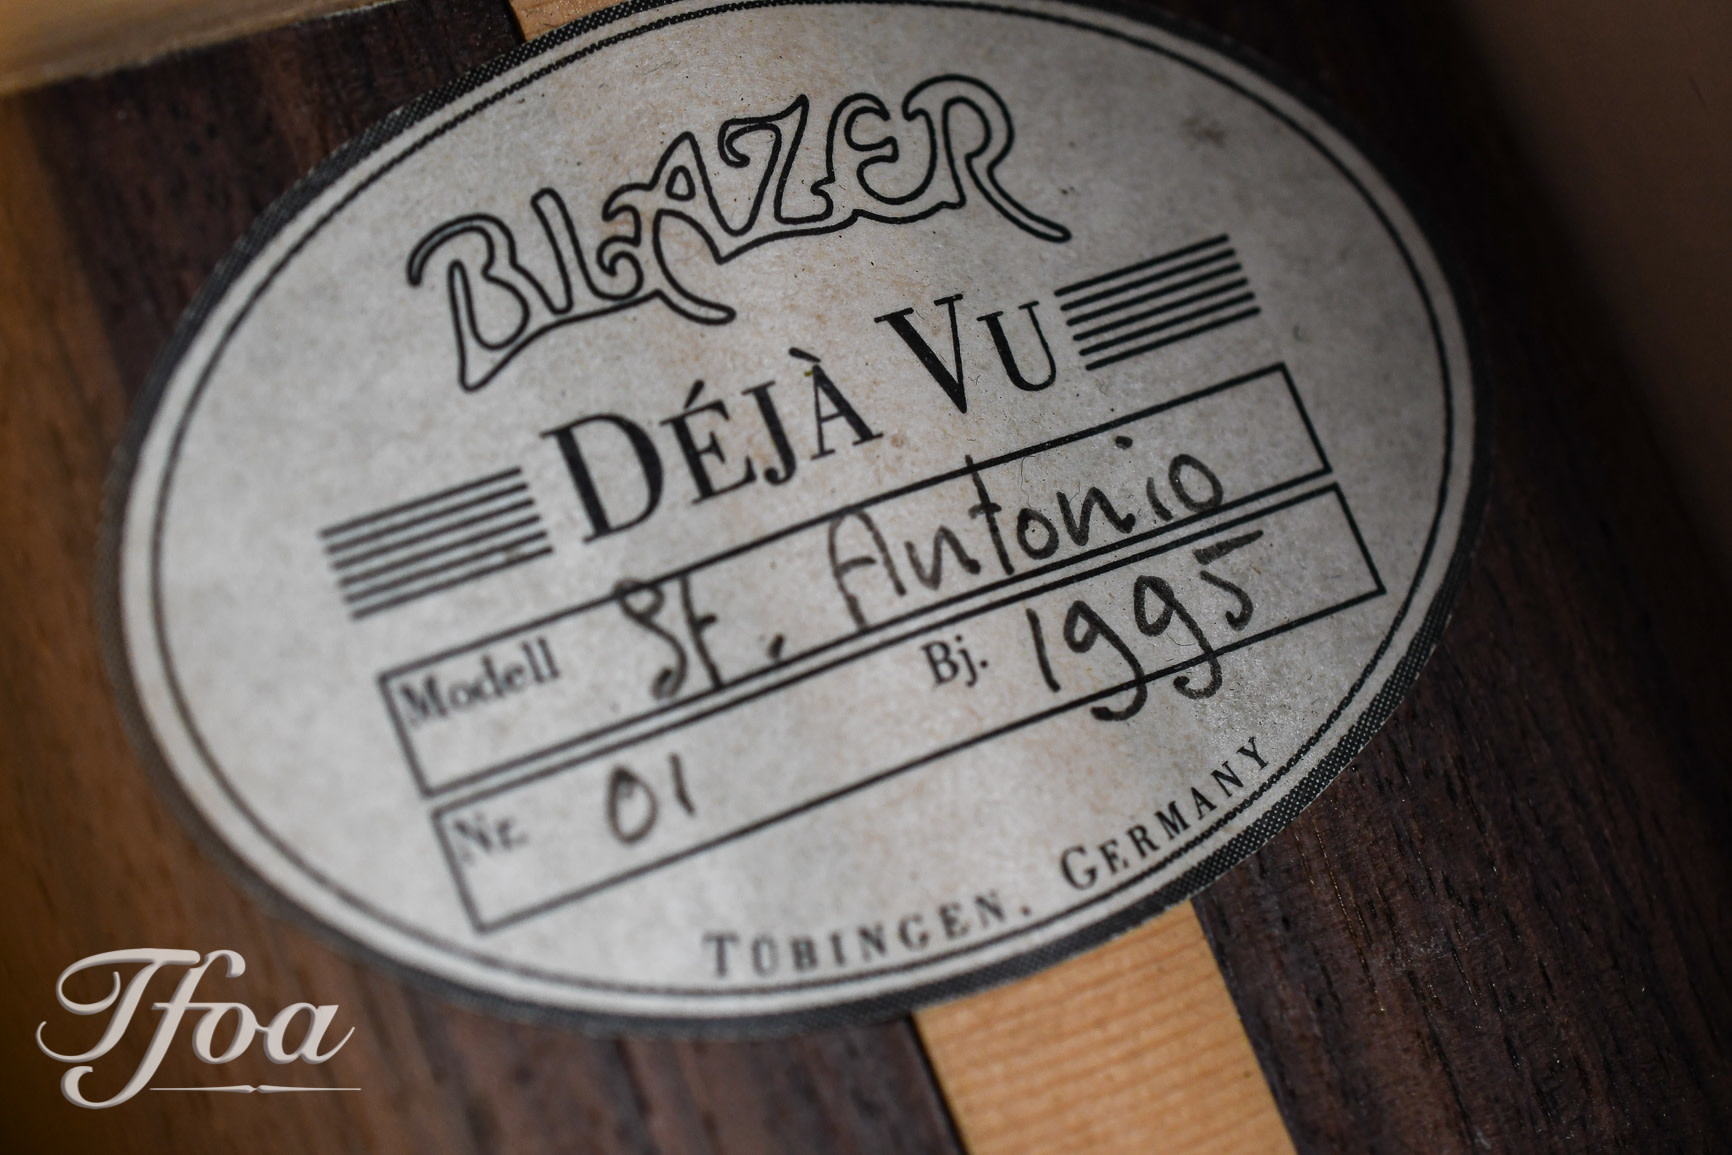 BLAZER
DÉJÀ VU
Modell St. Antonio
Nr. 01 Bj. 1995
TÜBINGEN. GERMANY
Tfoa